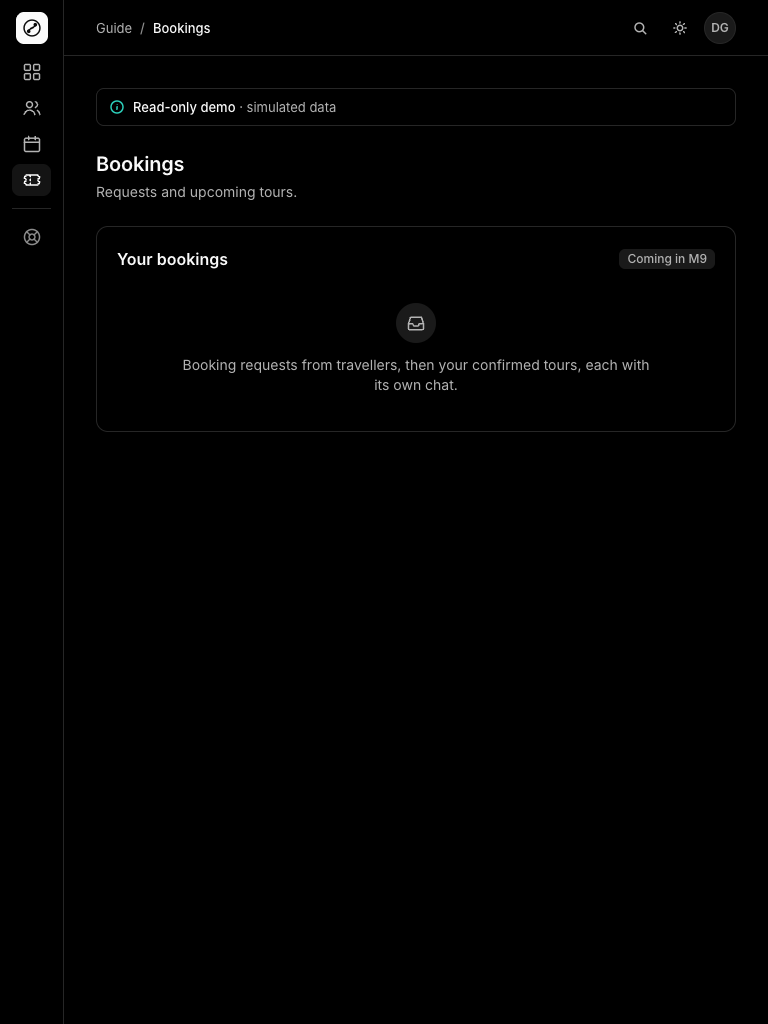 Guide / Bookings
DG
Read-only demo · simulated data
Bookings
Requests and upcoming tours.
Your bookings
Coming in M9
Booking requests from travellers, then your confirmed tours, each with
its own chat.